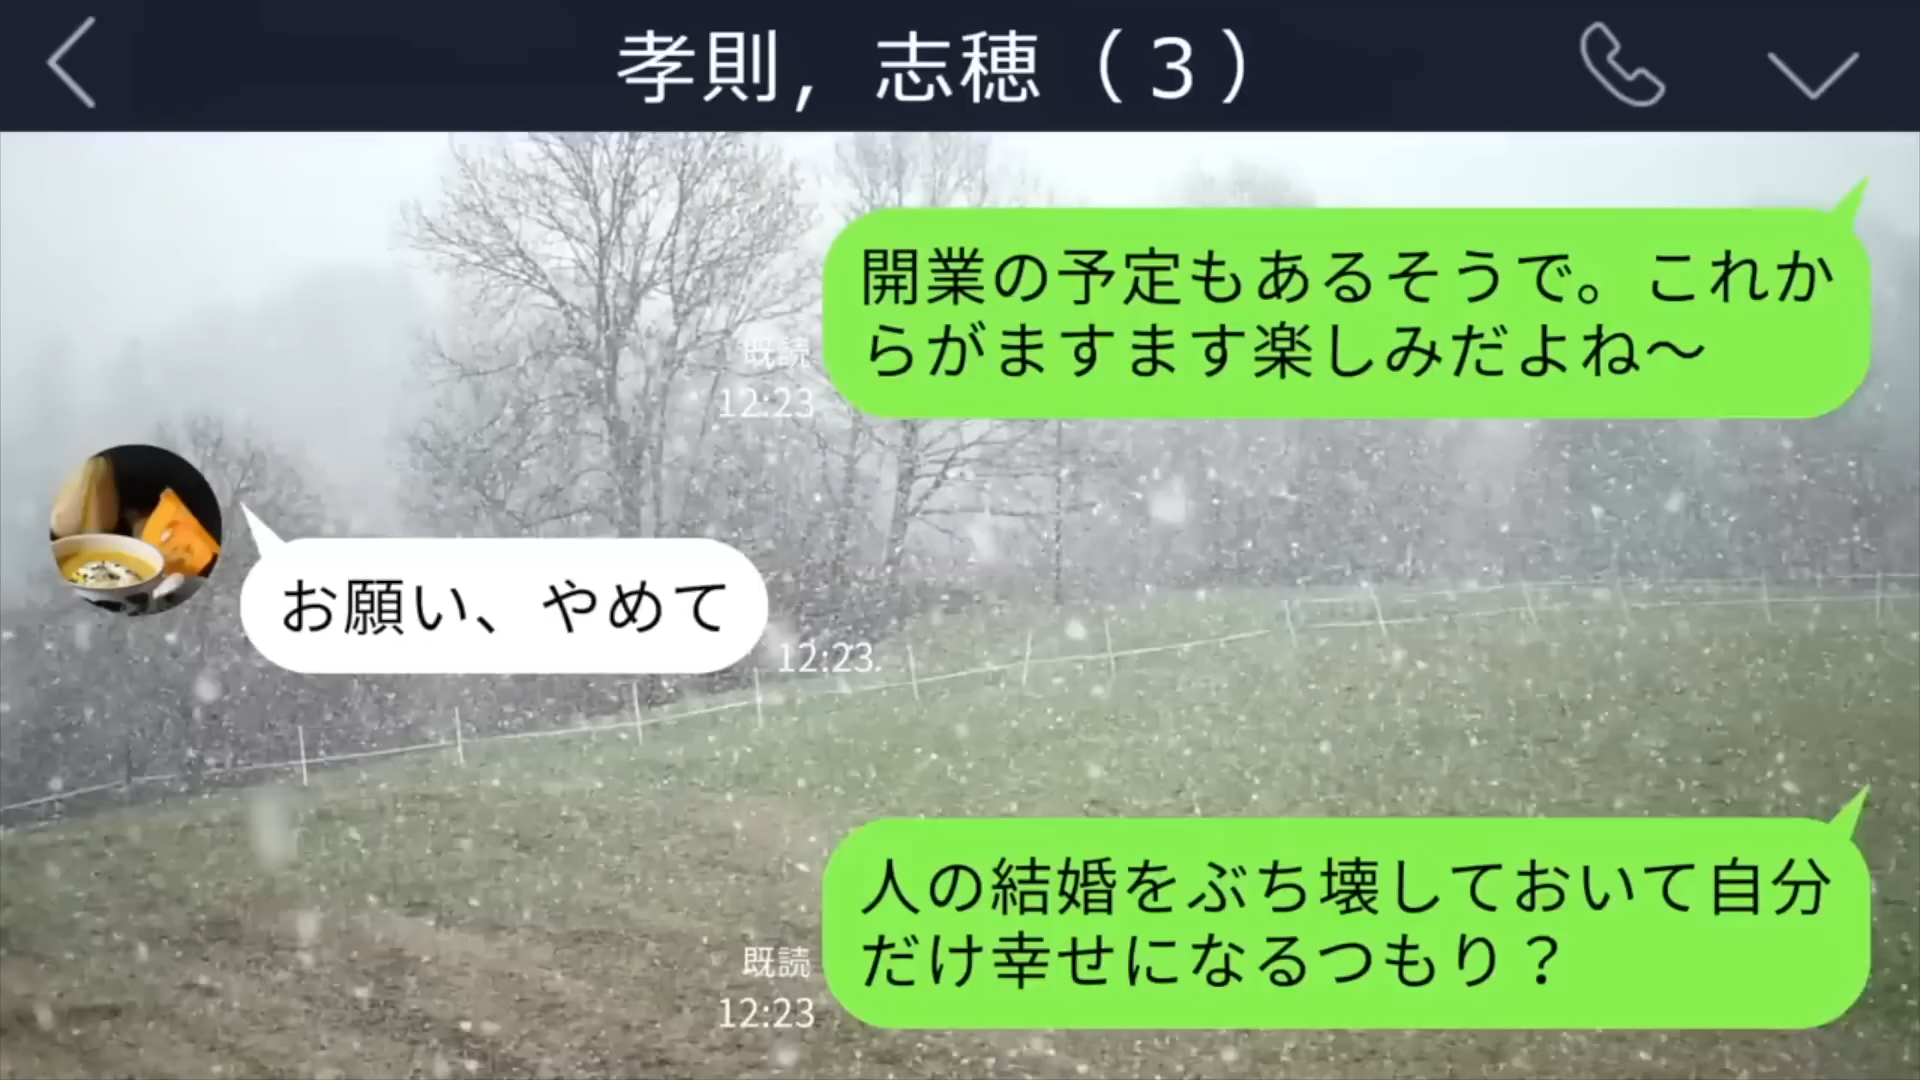 孝則，志穂（3）
開業の予定もあるそうで。これか
らがますます楽しみだよね～
既読
12:23
お願い、やめて
12:23
人の結婚をぶち壊しておいて自分
だけ幸せになるつもり？
既読
12:23